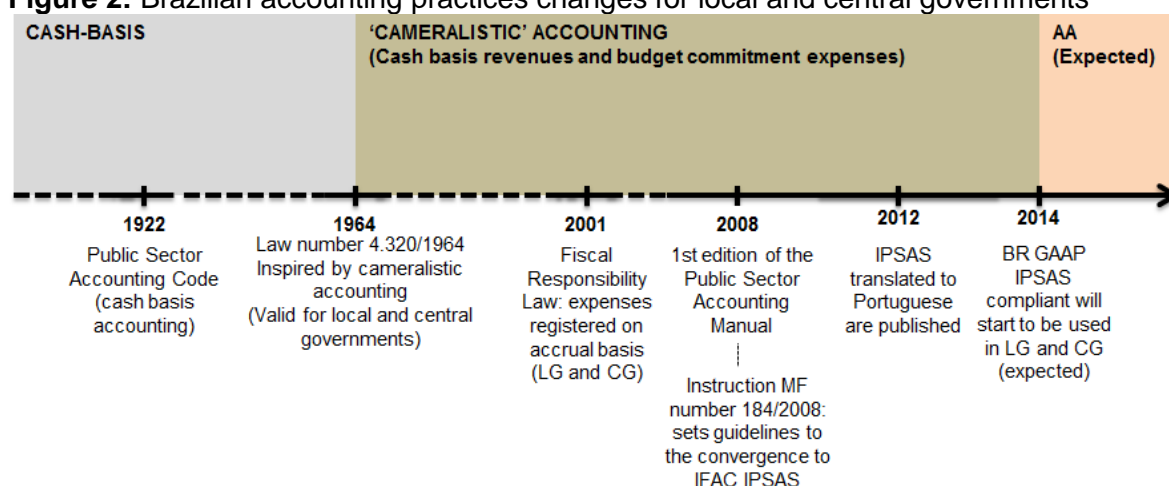 Figure 2. Brazilian accounting practices changes for local and central governments
CASH-BASIS
'CAMERALISTIC' ACCOUNTING
(Cash basis revenues and budget commitment expenses)
AA
(Expected)
1922
Public Sector
Accounting Code
(cash basis
accounting)
1964
Law number 4.320/1964
Inspired by cameralistic
accounting
(Valid for local and central
governments)
2001
Fiscal
Responsibility
Law: expenses
registered on
accrual basis
(LG and CG)
2008
1st edition of the
Public Sector
Accounting
Manual
Instruction MF
number 184/2008:
sets guidelines to
the convergence to
IFAC IPSAS
2012
IPSAS
translated to
Portuguese
are published
2014
BR GAAP
IPSAS
compliant will
start to be used
in LG and CG
(expected)